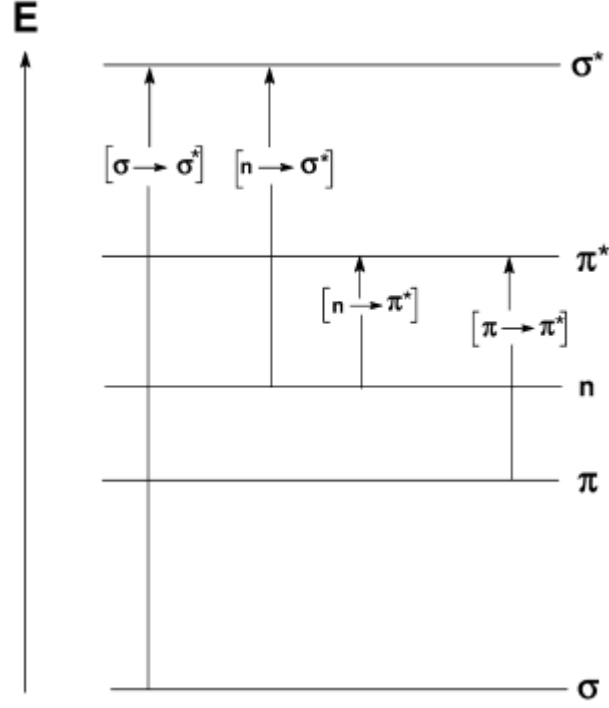 E
σ*
[σ → σ*] [n → σ*]
π*
[n → π*]
[π → π*]
n
π
σ